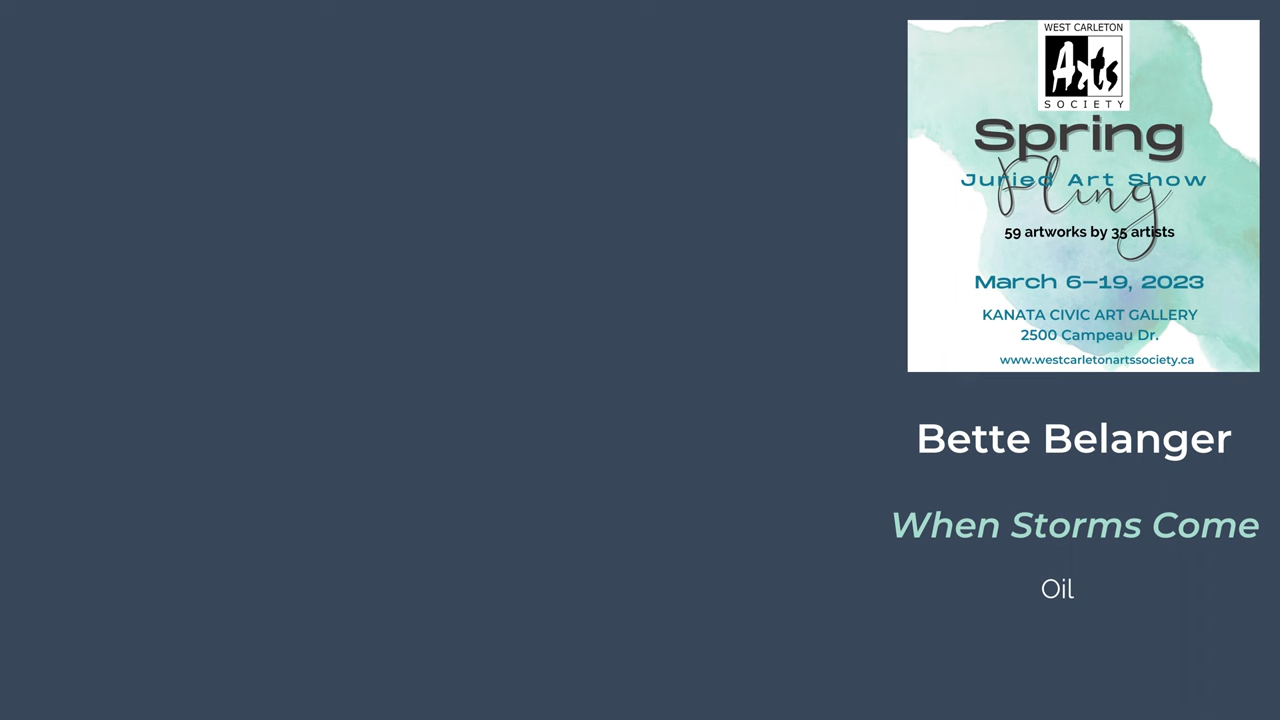 WEST CARLETON
Arts
SOCIETY
Spring
Fling
Juried Art Show
59 artworks by 35 artists
March 6–19, 2023
KANATA CIVIC ART GALLERY
2500 Campeau Dr.
www.westcarletonartssociety.ca
Bette Belanger
When Storms Come
Oil